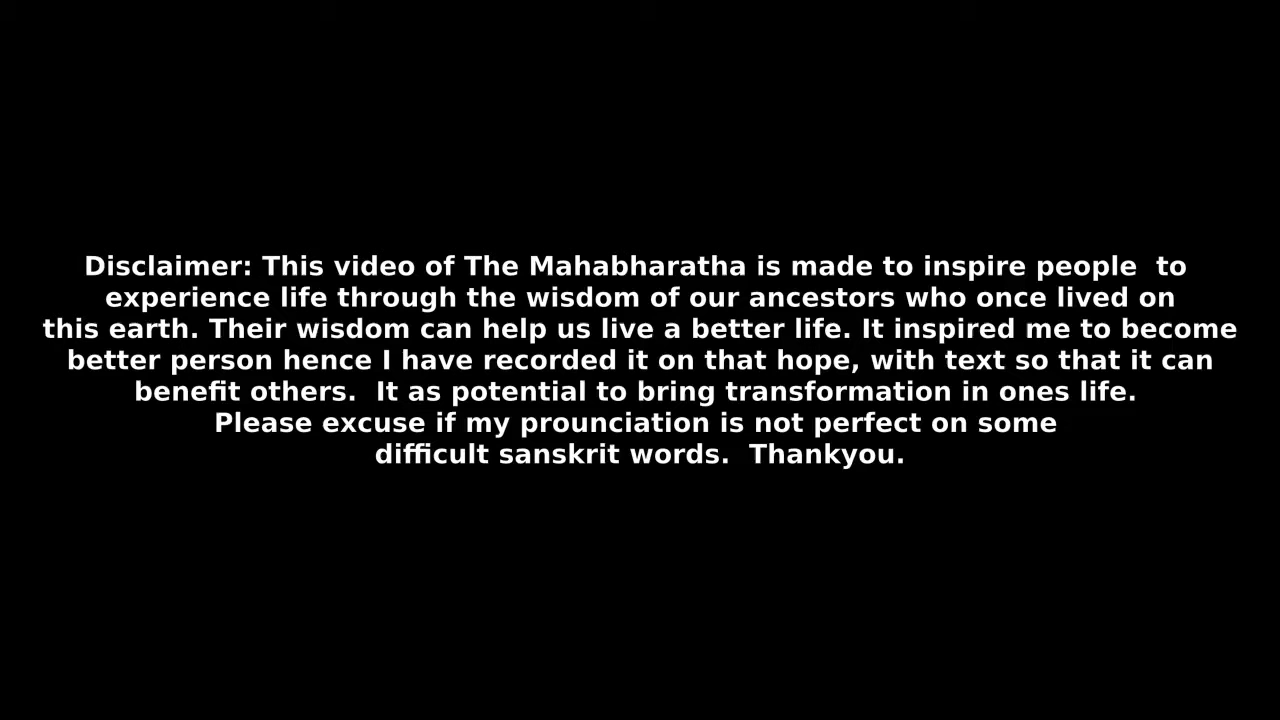 Disclaimer: This video of The Mahabharatha is made to inspire people  to
experience life through the wisdom of our ancestors who once lived on
this earth. Their wisdom can help us live a better life. It inspired me to become
better person hence I have recorded it on that hope, with text so that it can
benefit others.  It as potential to bring transformation in ones life.
Please excuse if my prounciation is not perfect on some
difficult sanskrit words.  Thankyou.